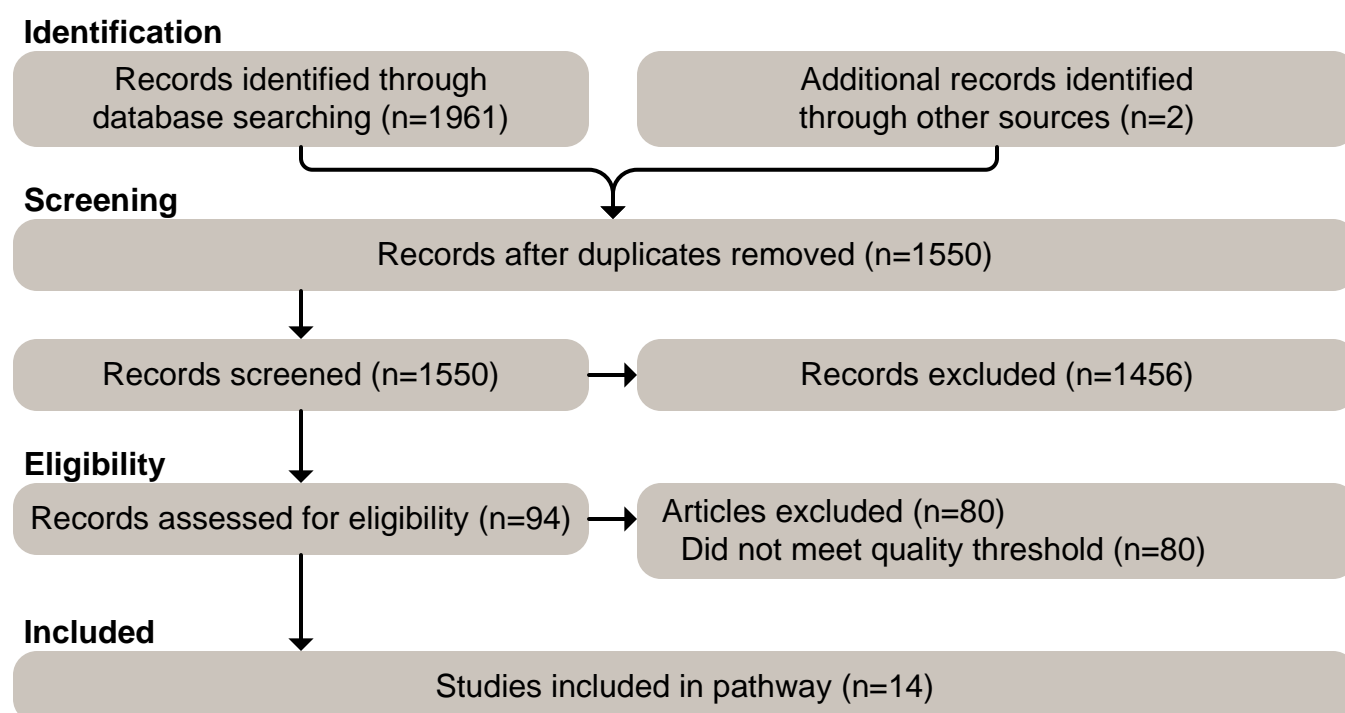 Identification
Records identified through
database searching (n=1961)
Additional records identified
through other sources (n=2)
Screening
Records after duplicates removed (n=1550)
Records screened (n=1550)
Records excluded (n=1456)
Eligibility
Records assessed for eligibility (n=94)
Articles excluded (n=80)
Did not meet quality threshold (n=80)
Included
Studies included in pathway (n=14)